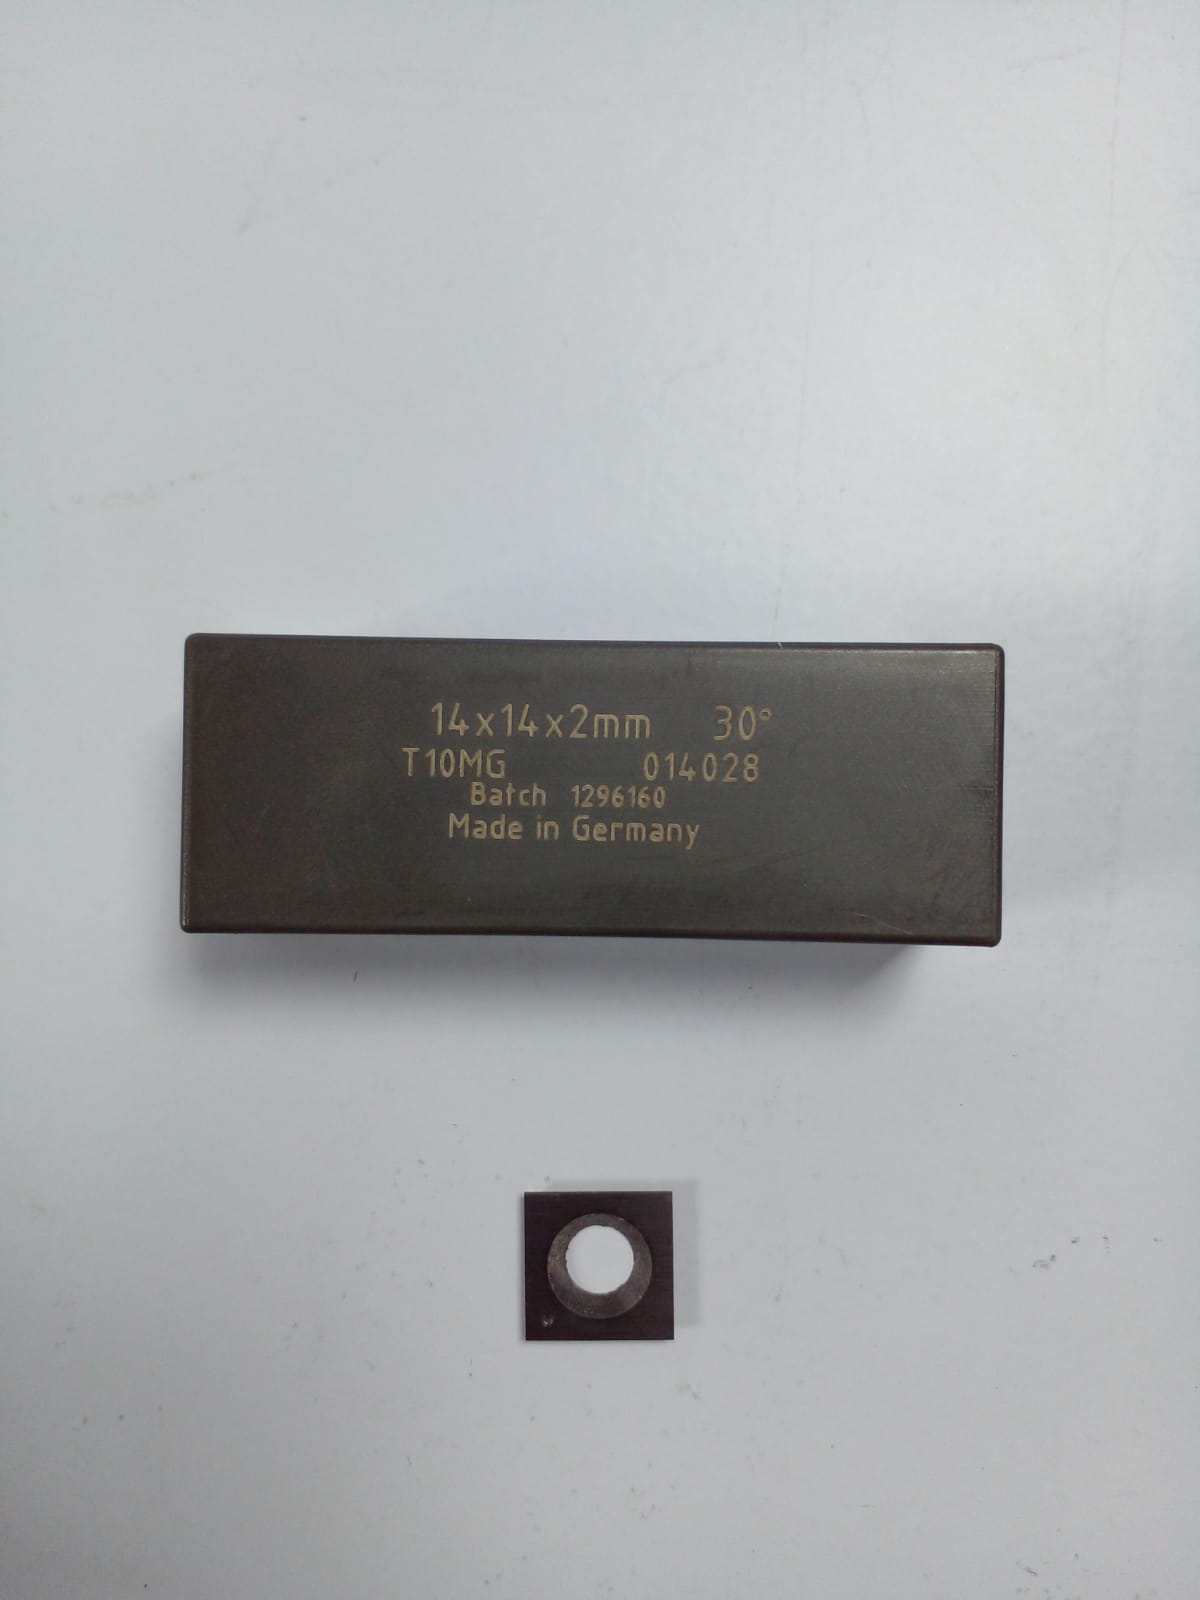 14x14x2mm 30°
T10MG 014028
Batch 1296160
Made in Germany